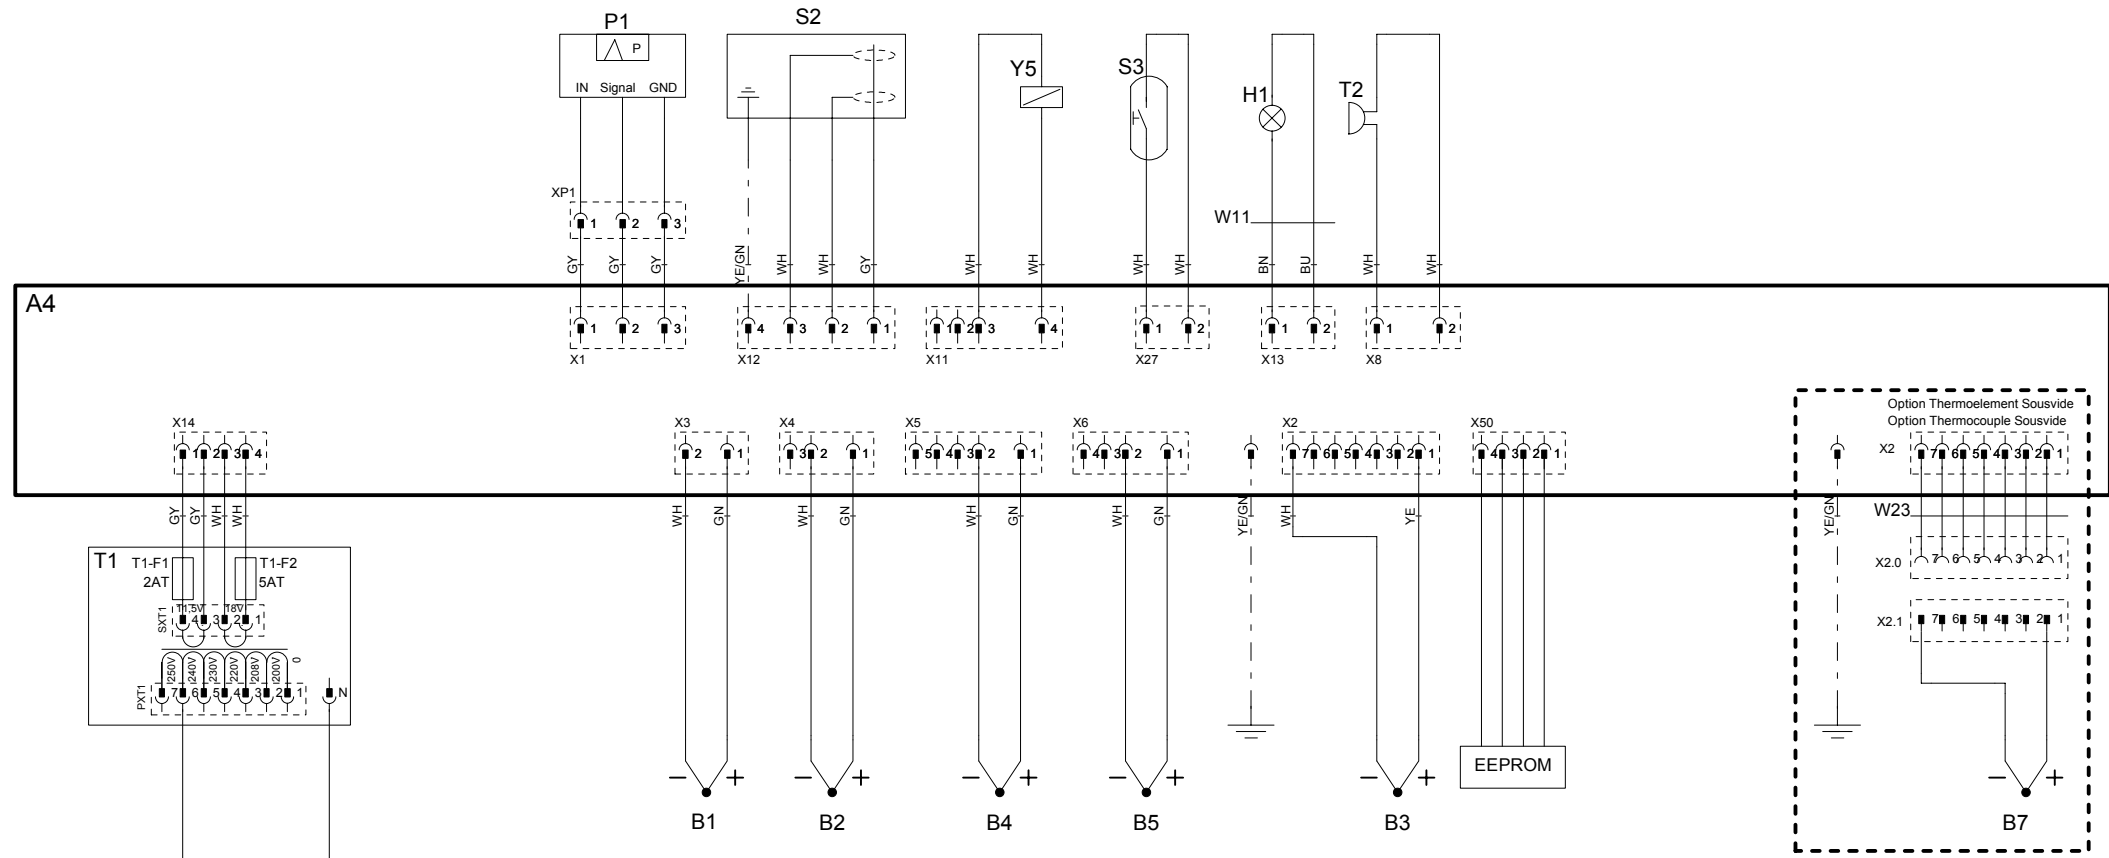 P1
S2
P
IN Signal GND
Y5
S3
H1
T2
XP1
1 2 3
W11
GY GY GY YE/GN WH WH GY WH WH WH WH BN BU WH WH
A4
1 2 3 4 3 2 1 1 2 3 4 1 2 1 2 1 2
X1 X12 X11 X27 X13 X8
Option Thermoelement Sousvide
Option Thermocouple Sousvide
X14 X3 X4 X5 X6 X2 X50 X2
1 2 3 4 2 1 3 2 1 5 4 3 2 1 4 3 2 1 7 6 5 4 3 2 1 4 3 2 1 7 6 5 4 3 2 1
GY GY WH WH WH GN WH GN WH GN WH GN YE/GN WH YE YE/GN
W23
T1
T1-F1
2AT
T1-F2
5AT
X2.0
7 6 5 4 3 2 1
SXT1
11,5V 18V
4 3 2 1
X2.1
7 6 5 4 3 2 1
250V 240V 230V 220V 208V 200V 0
PXT1
7 6 5 4 3 2 1 N
− + − + − + − + − + − +
EEPROM
B1 B2 B4 B5 B3 B7